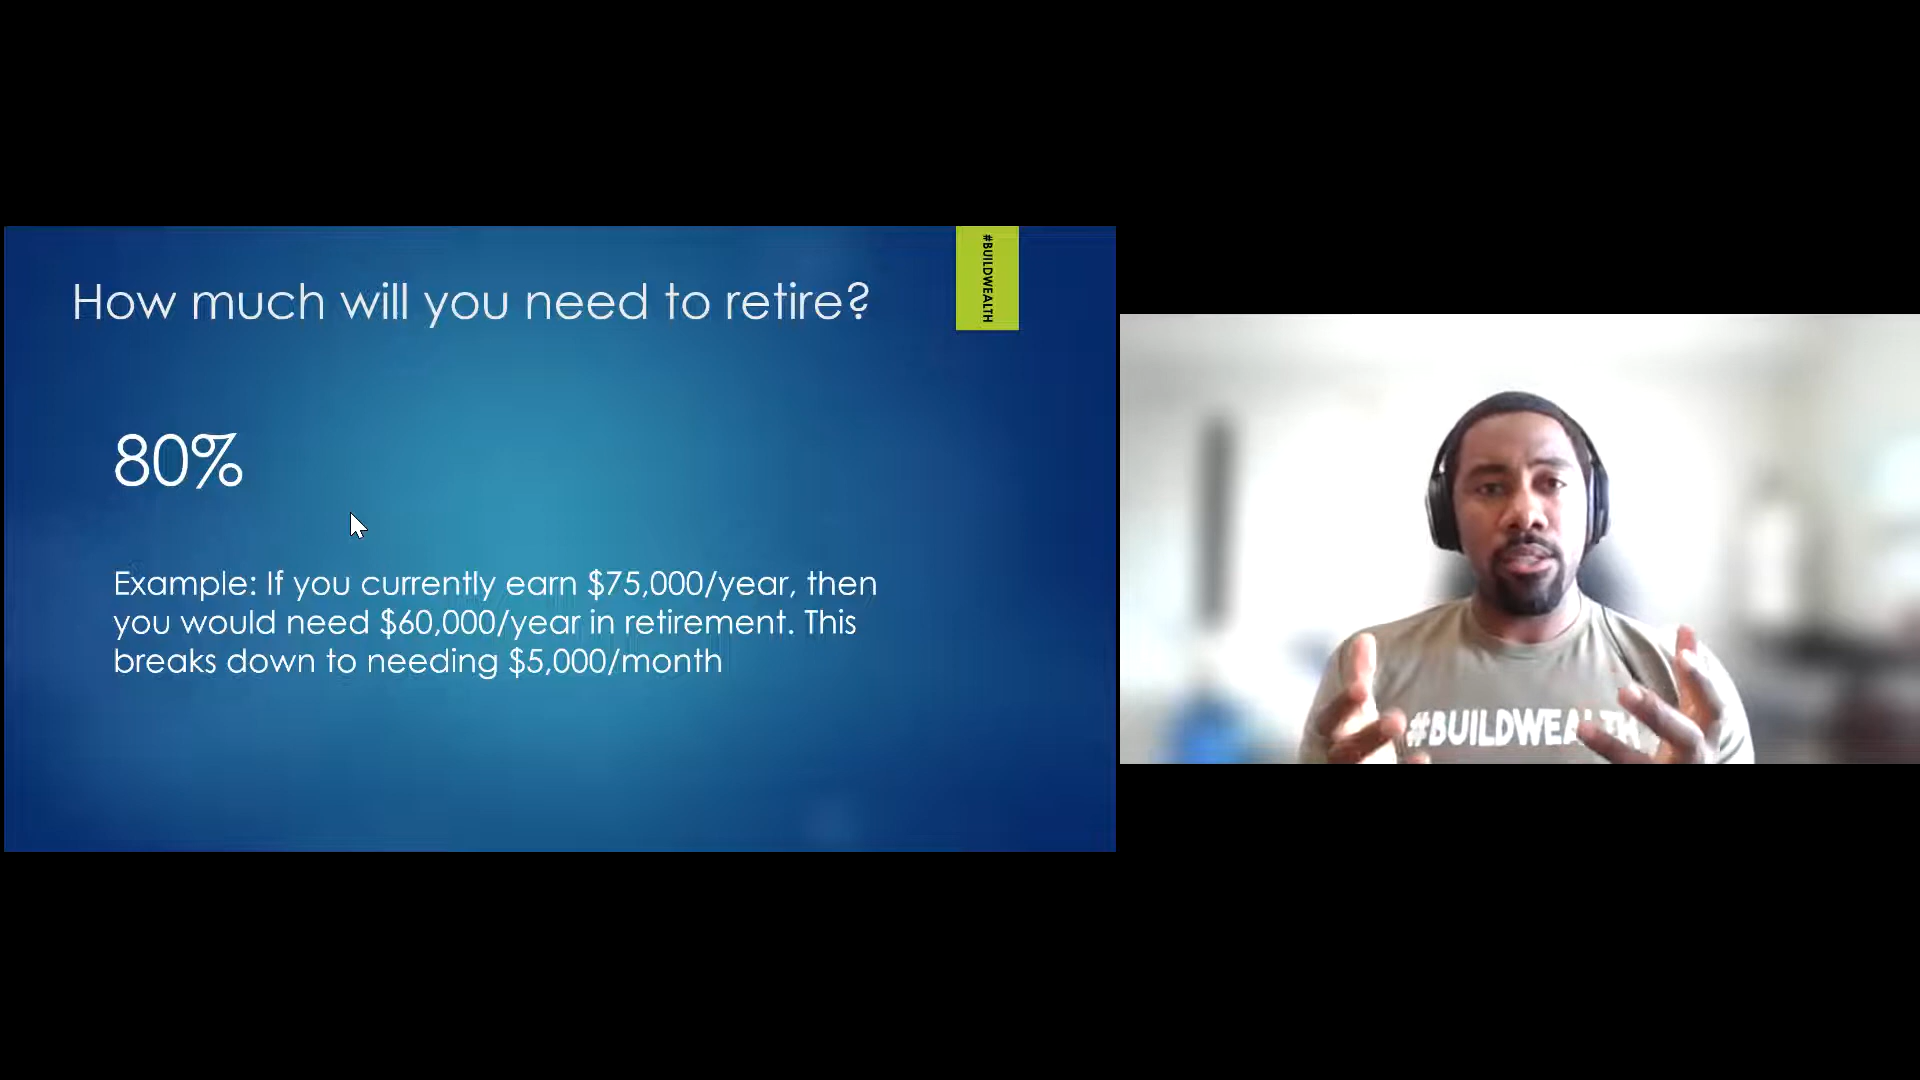 How much will you need to retire?
#BUILDWEALTH
80%
Example: If you currently earn $75,000/year, then
you would need $60,000/year in retirement. This
breaks down to needing $5,000/month
#BUILDWEALTH